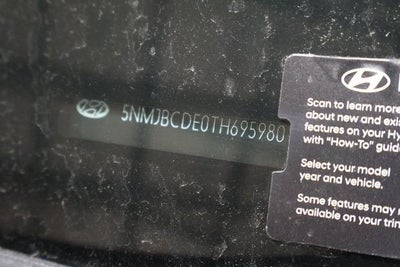 5NMJBCDE0TH695980
Scan to learn more
about new and exis
features on your Hy
with "How-To" guid
Select your model
year and vehicle.
Some features may
available on your trim